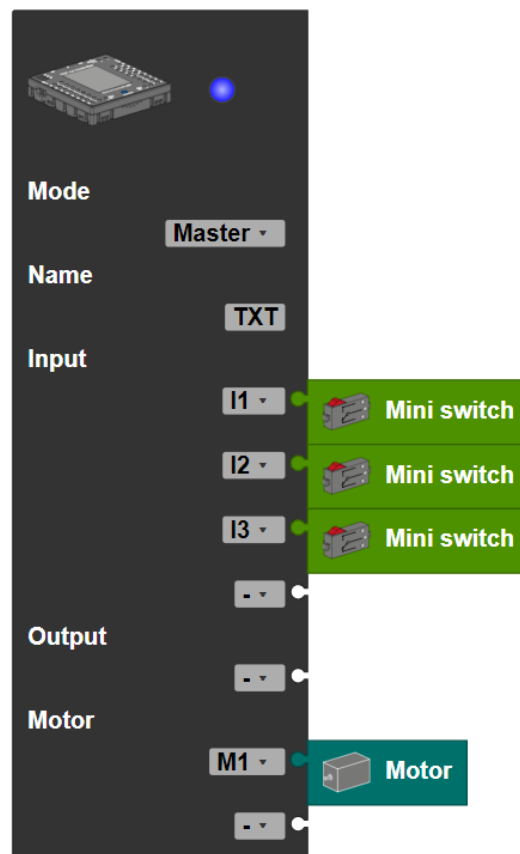 Mode
Master
Name
TXT
Input
I1 Mini switch
I2 Mini switch
I3 Mini switch
-
Output
-
Motor
M1 Motor
-